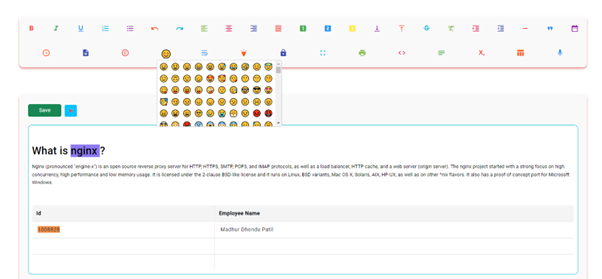 Save
What is nginx ?
Nginx (pronounced "engine-x") is an open source reverse proxy server for HTTP, HTTPS, SMTP, POP3, and IMAP protocols, as well as a load balancer, HTTP cache, and a web server (origin server). The nginx project started with a strong focus on high
concurrency, high performance and low memory usage. It is licensed under the 2-clause BSD-like license and it runs on Linux, BSD variants, Mac OS X, Solaris, AIX, HP-UX, as well as on other *nix flavors. It also has a proof of concept port for Microsoft
Windows.
Id Employee Name
Madhur Dhondu Patil